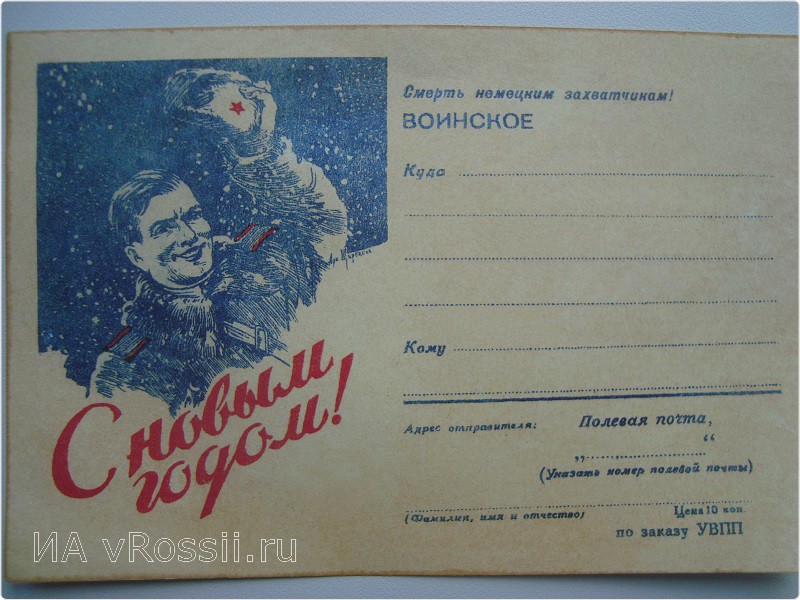 Смерть немецким захватчикам!
ВОИНСКОЕ
Куда
Кому
С новым
годом!
Адрес отправителя:
Полевая почта,
„ “
(Указать номер полевой почты)
(Фамилия, имя и отчество)
Цена 10 коп.
по заказу УВПП
ИА vRossii.ru